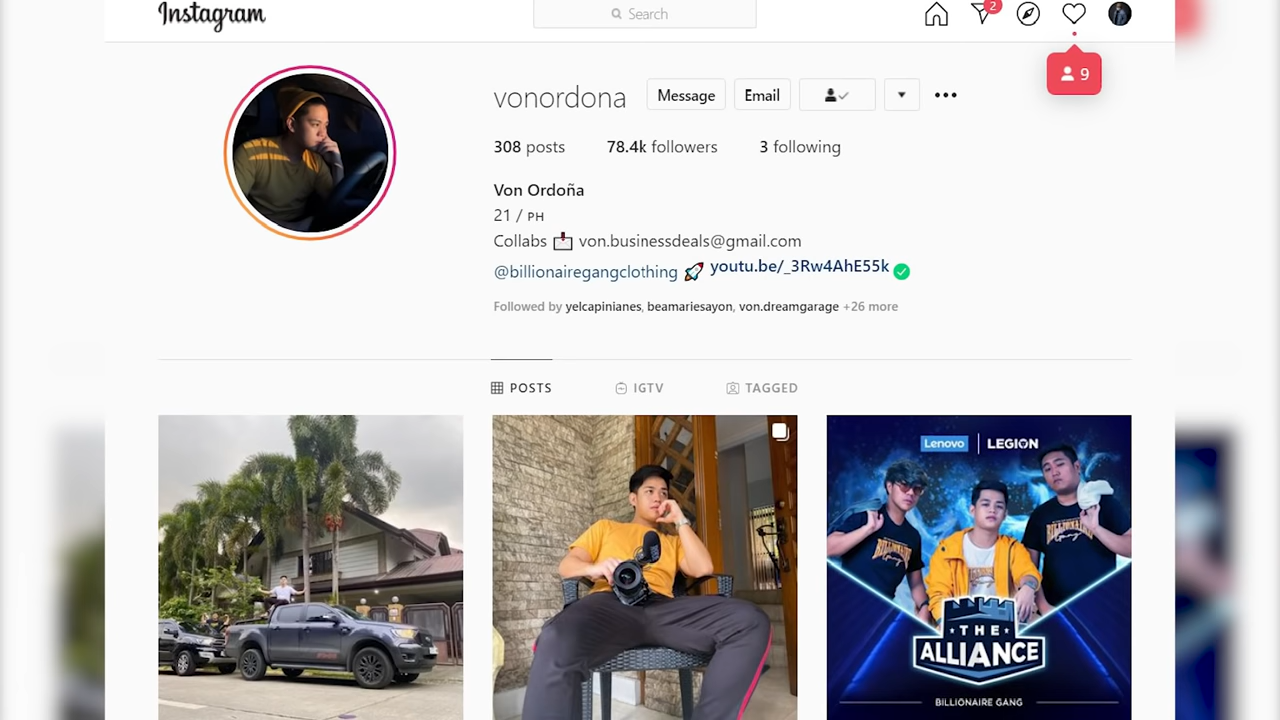 Instagram
Search
2
9
vonordona Message Email
308 posts 78.4k followers 3 following
Von Ordoña
21 / PH
Collabs von.businessdeals@gmail.com
@billionairegangclothing youtu.be/_3Rw4AhE55k
Followed by yelcapinianes, beamariesayon, von.dreamgarage +26 more
POSTS IGTV TAGGED
Lenovo LEGION
BILLIONAIRE
Gang
THE
ALLIANCE
BILLIONAIRE GANG